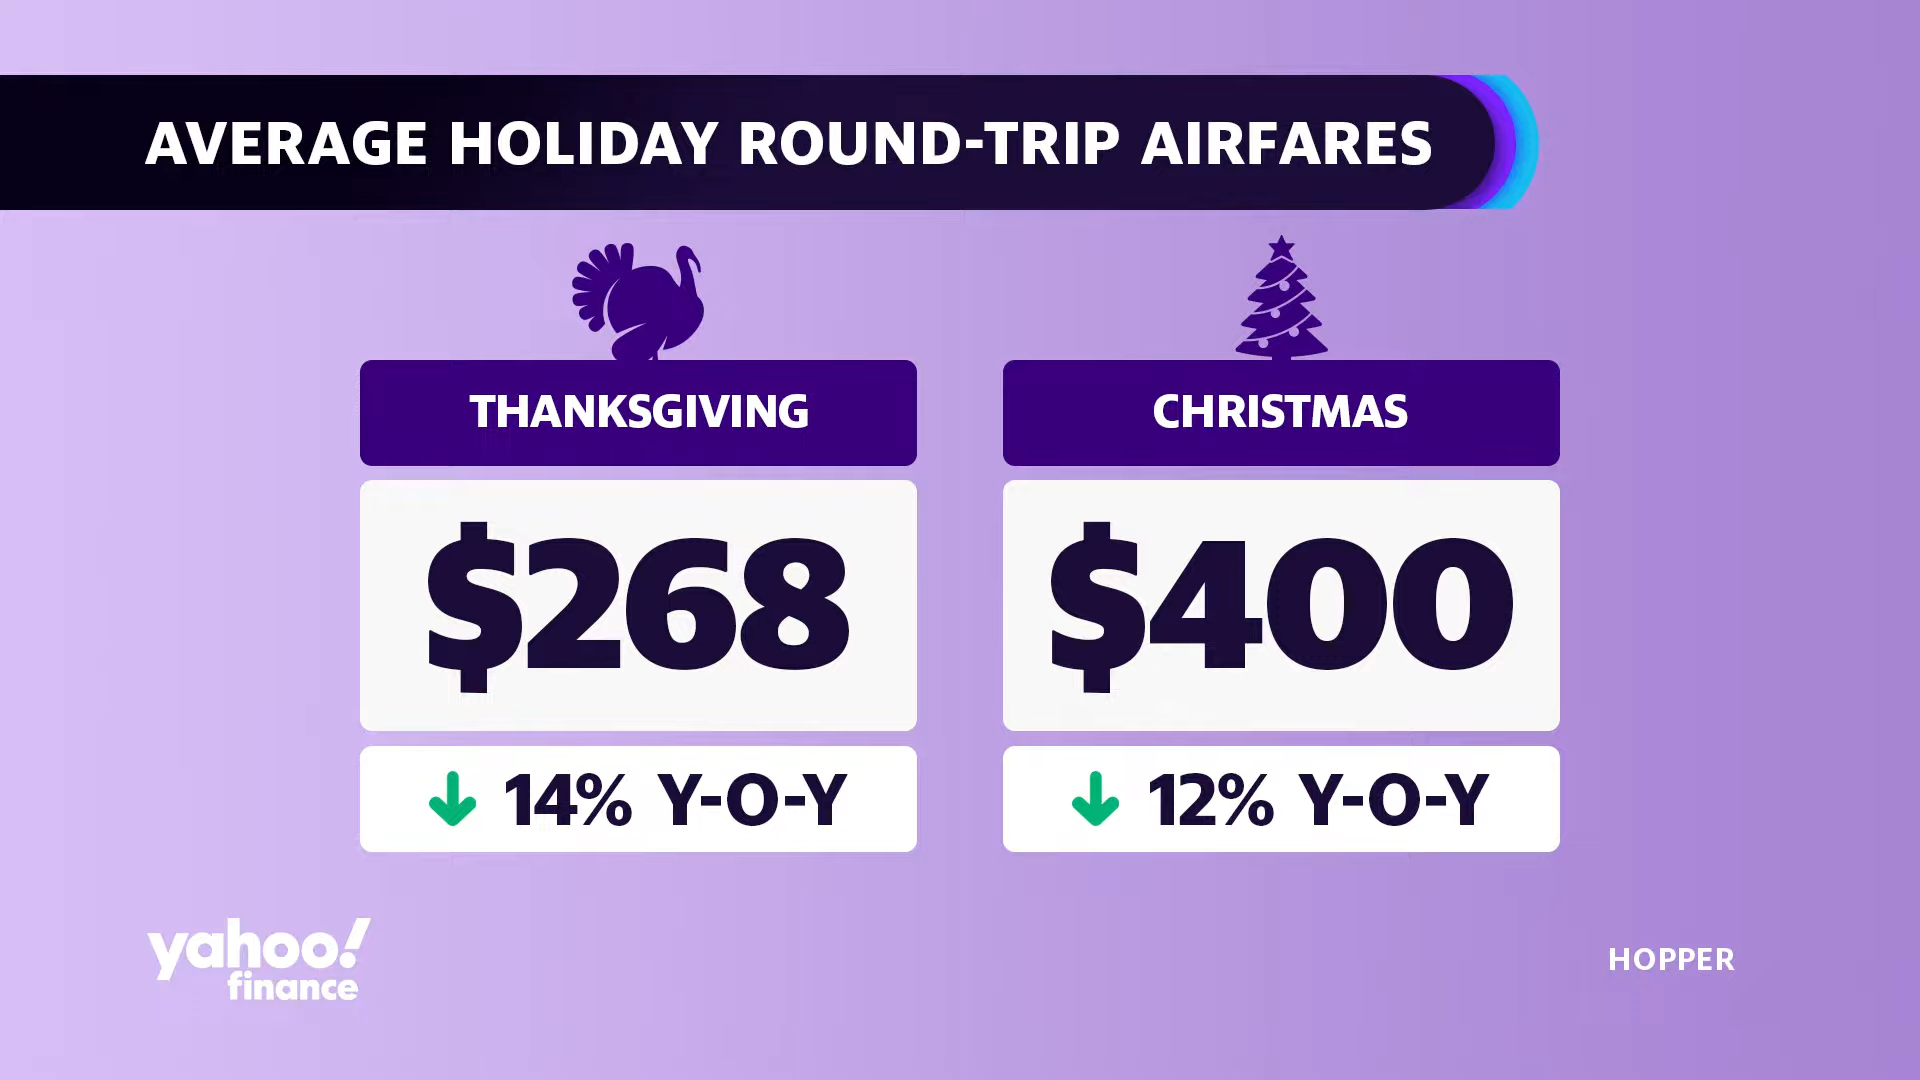 AVERAGE HOLIDAY ROUND-TRIP AIRFARES
THANKSGIVING
$268
14% Y-O-Y
CHRISTMAS
$400
12% Y-O-Y
yahoo!
finance
HOPPER